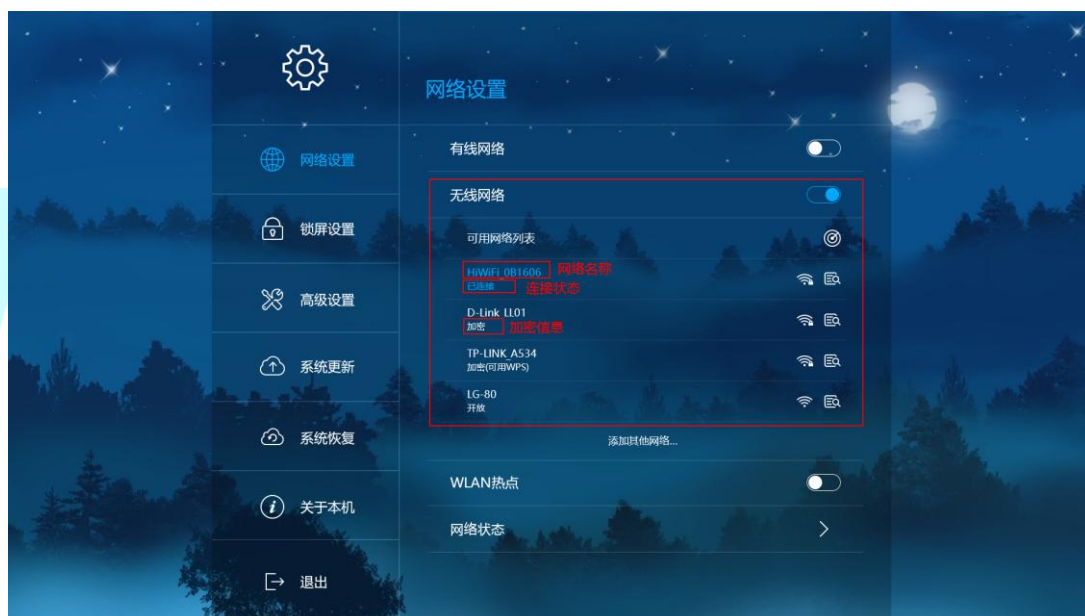 网络设置
网络设置
锁屏设置
高级设置
系统更新
系统恢复
关于本机
退出
有线网络
无线网络
可用网络列表
HiWiFi_0B1606 网络名称
已连接 连接状态
D-Link_LL01
加密 加密信息
TP-LINK_A534
加密(可用WPS)
LG-80
开放
添加其他网络...
WLAN热点
网络状态